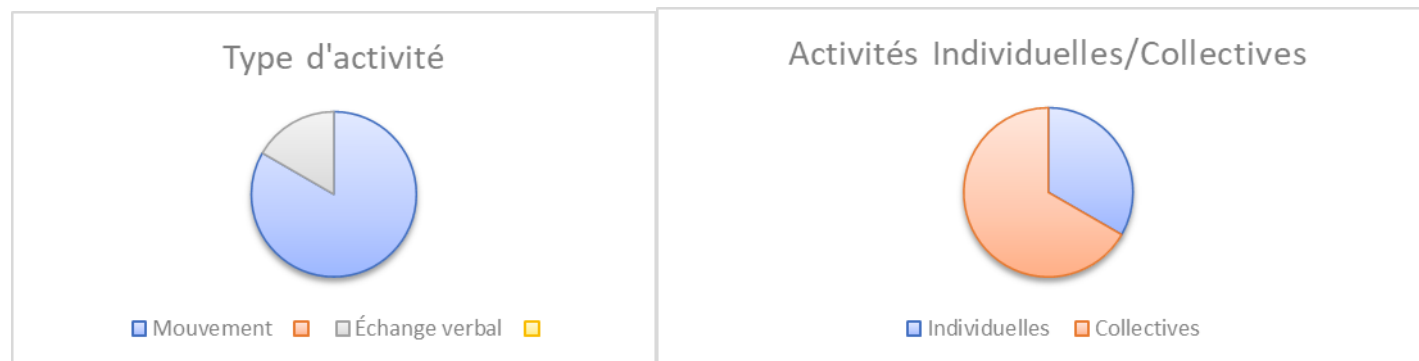 Type d'activité
Mouvement Échange verbal
Activités Individuelles/Collectives
Individuelles Collectives